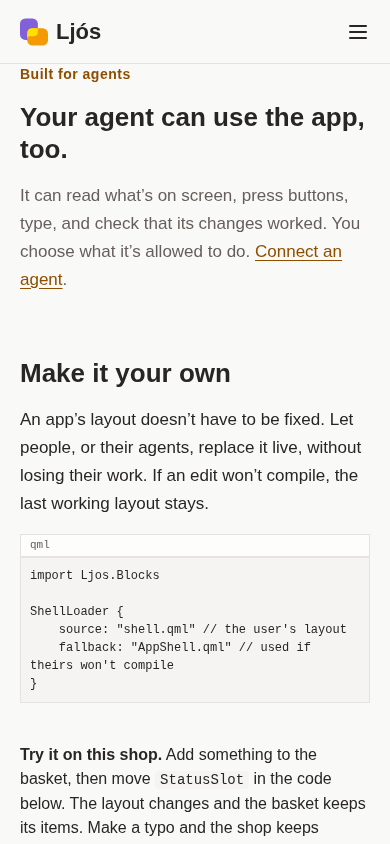 Ljós
Built for agents
Your agent can use the app,
too.
It can read what’s on screen, press buttons,
type, and check that its changes worked. You
choose what it’s allowed to do. Connect an
agent.
Make it your own
An app’s layout doesn’t have to be fixed. Let
people, or their agents, replace it live, without
losing their work. If an edit won’t compile, the
last working layout stays.
qml
import Ljos.Blocks
ShellLoader {
    source: "shell.qml" // the user's layout
    fallback: "AppShell.qml" // used if
theirs won't compile
}
Try it on this shop. Add something to the
basket, then move StatusSlot in the code
below. The layout changes and the basket keeps
its items. Make a typo and the shop keeps